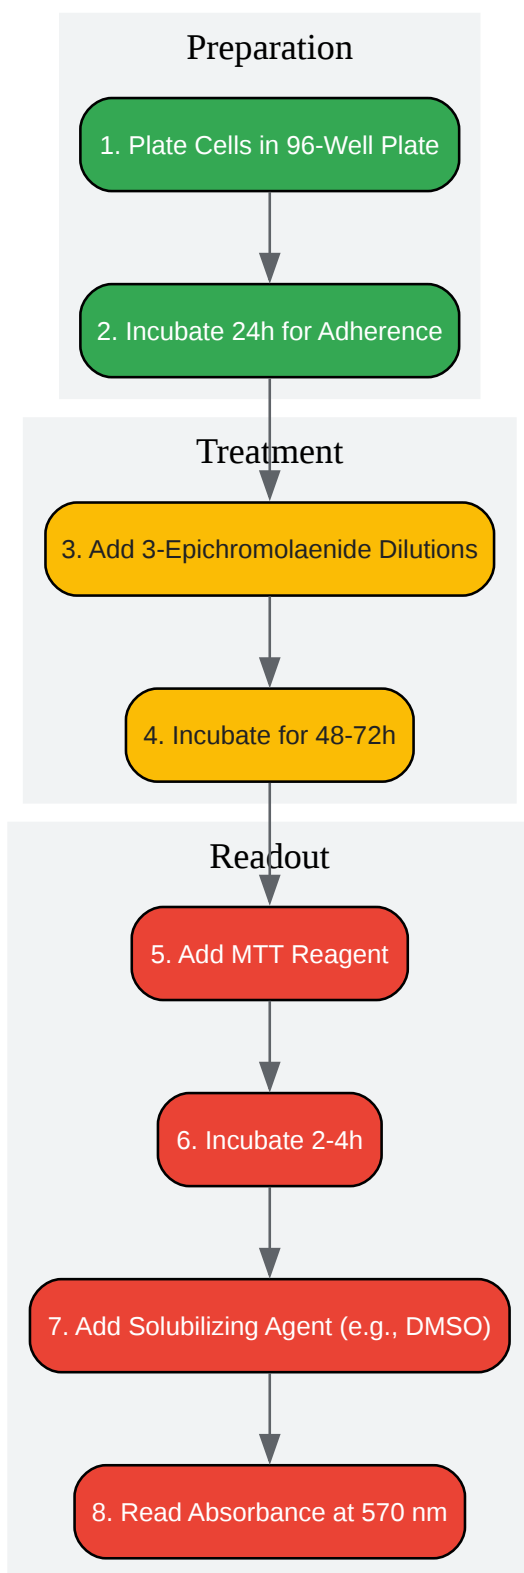 Preparation
1. Plate Cells in 96-Well Plate
2. Incubate 24h for Adherence
Treatment
3. Add 3-Epichromolaenide Dilutions
4. Incubate for 48-72h
Readout
5. Add MTT Reagent
6. Incubate 2-4h
7. Add Solubilizing Agent (e.g., DMSO)
8. Read Absorbance at 570 nm